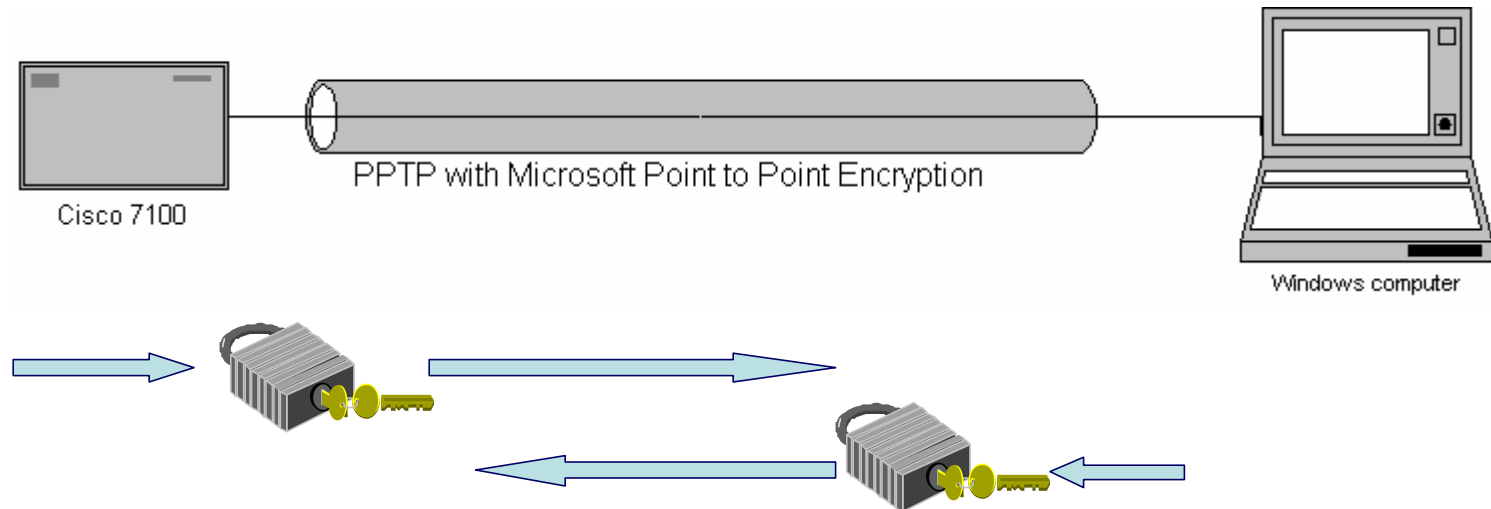 PPTP with Microsoft Point to Point Encryption
Cisco 7100
Windows computer